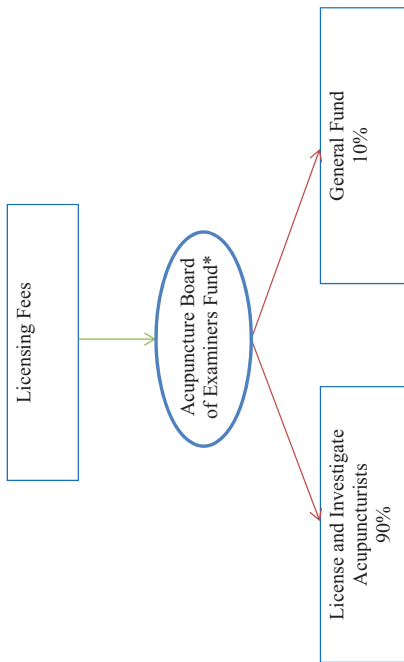 Licensing Fees
Acupuncture Board
of Examiners Fund*
License and Investigate
Acupuncturists
90%
General Fund
10%